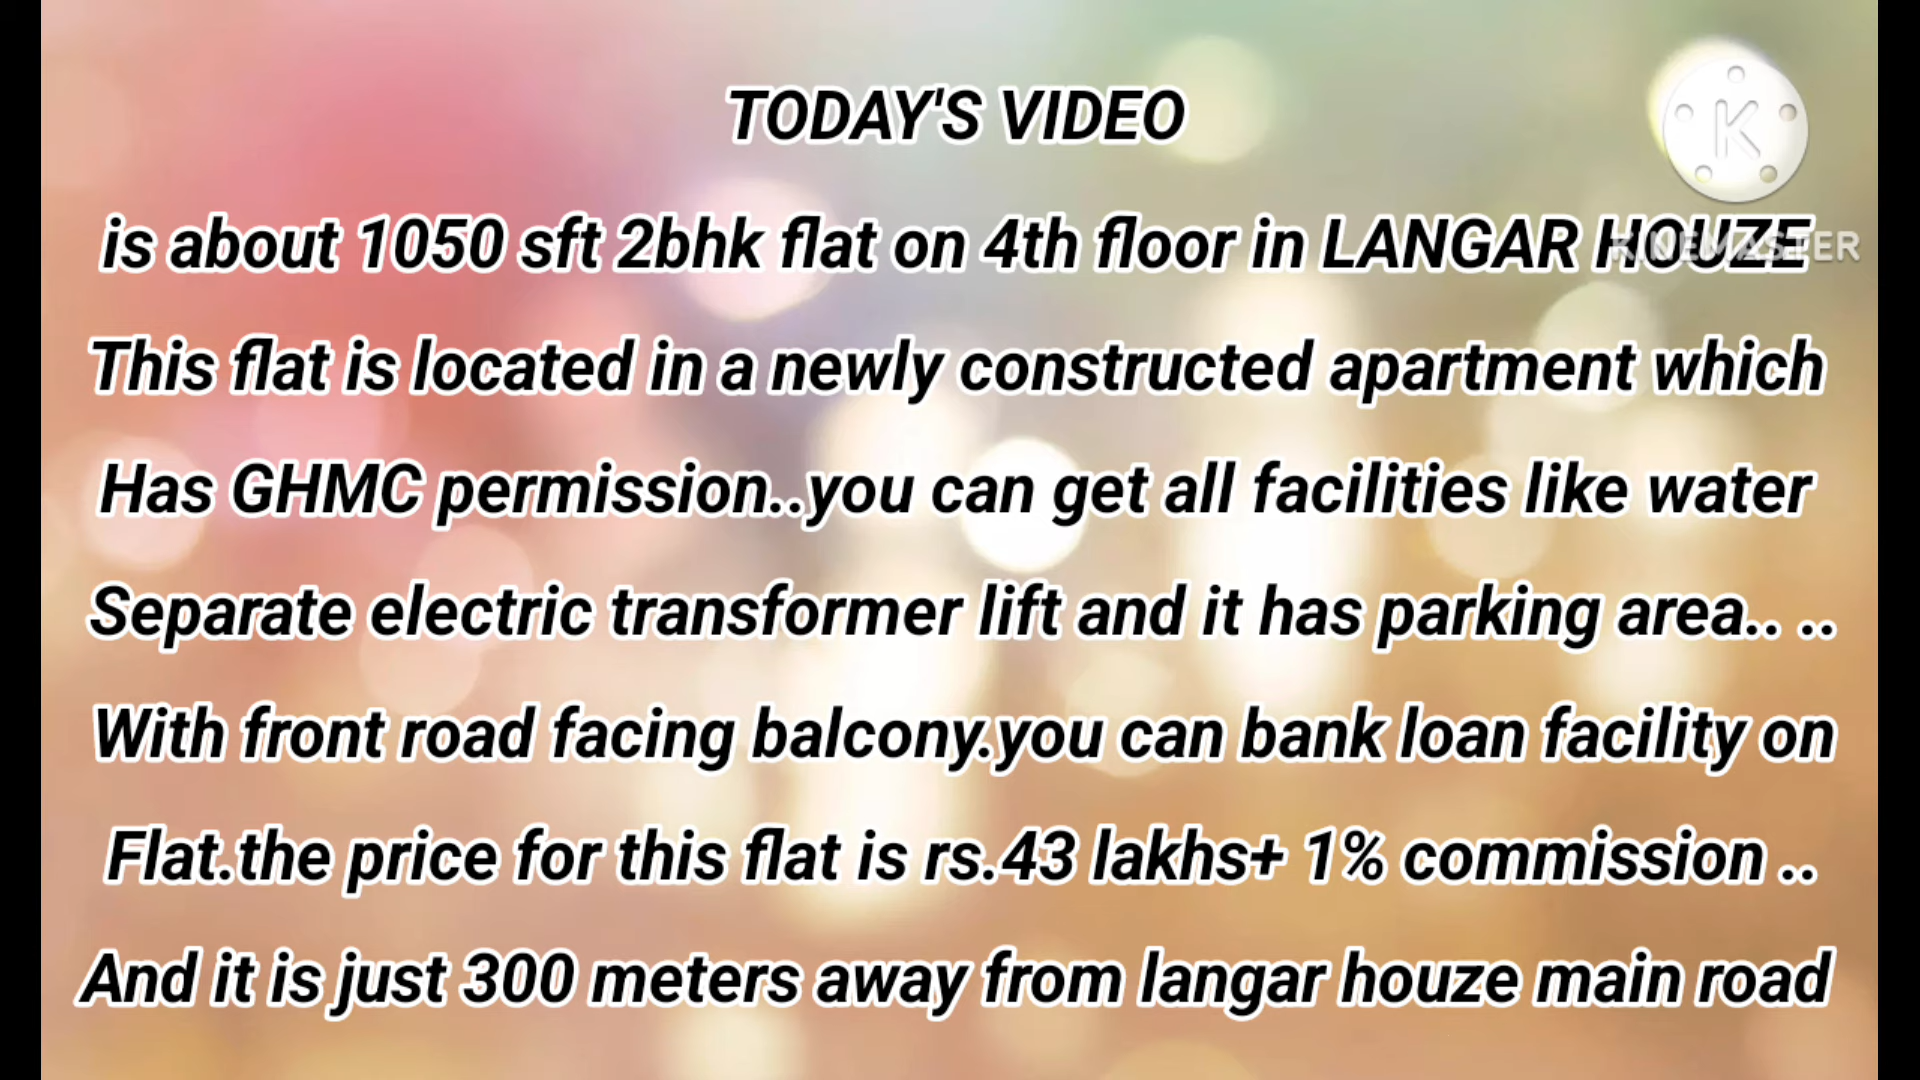 TODAY'S VIDEO
is about 1050 sft 2bhk flat on 4th floor in LANGAR HOUZE
KINEMASTER
This flat is located in a newly constructed apartment which
Has GHMC permission..you can get all facilities like water
Separate electric transformer lift and it has parking area.. ..
With front road facing balcony.you can bank loan facility on
Flat.the price for this flat is rs.43 lakhs+ 1% commission ..
And it is just 300 meters away from langar houze main road